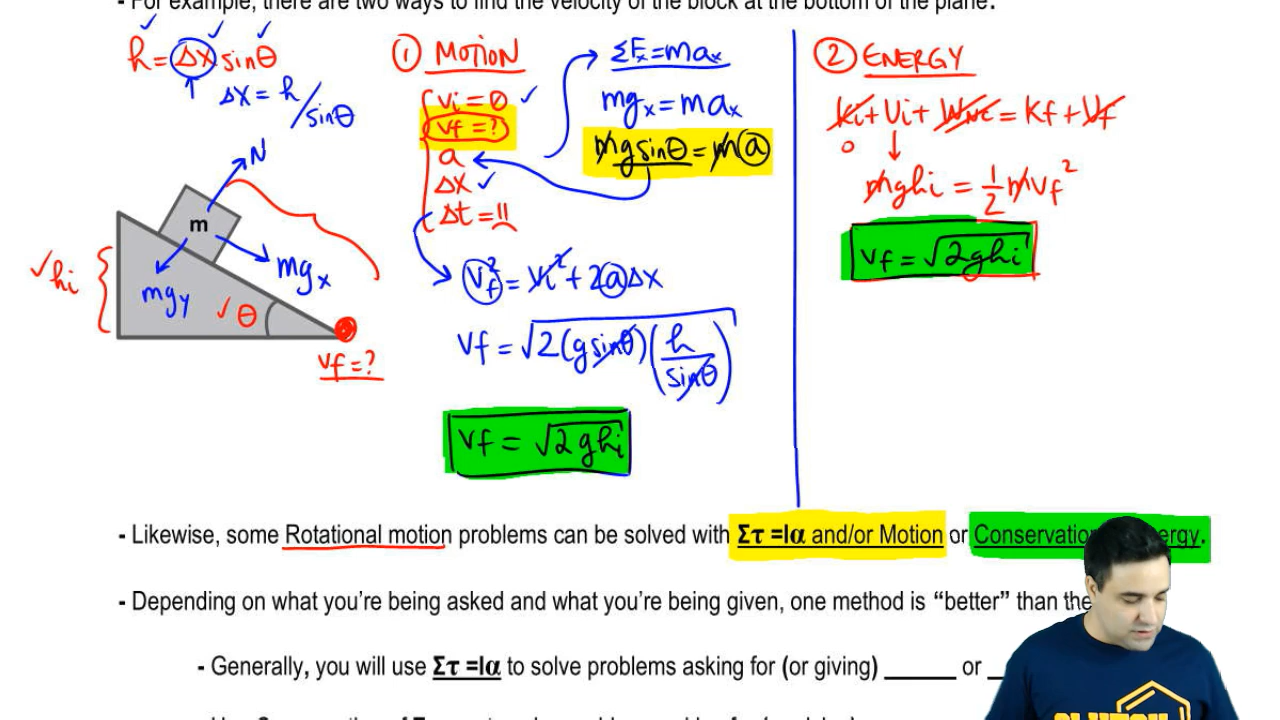 - For example, there are two ways to find the velocity of the block at the bottom of the plane.
h = Δx sinθ
Δx = h/sinθ
N
m
mgx
mgy
hi
θ
vf = ?
① MOTION
vi = 0
vf = ?
a
Δx
Δt =
ΣFx = max
mgx = max
mg sinθ = m a
vf² = vi² + 2aΔx
vf = √2(g sinθ)(h/sinθ)
vf = √2ghi
② ENERGY
Ki + Ui + Wnc = Kf + Uf
0
mghi = 1/2 mvf²
vf = √2ghi
- Likewise, some Rotational motion problems can be solved with Στ =Iα and/or Motion or Conservation
- Depending on what you're being asked and what you're being given, one method is “better” than the
- Generally, you will use Στ =Iα to solve problems asking for (or giving) ______ or _